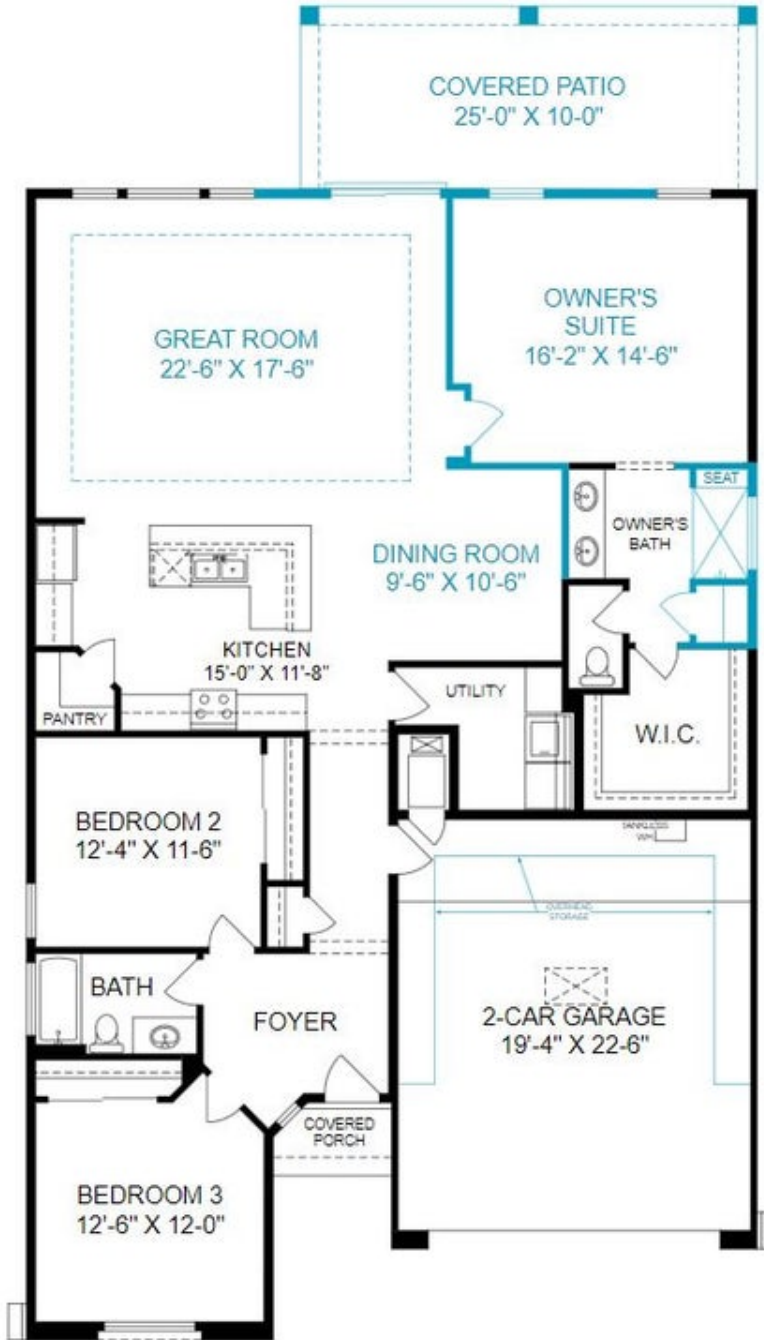 COVERED PATIO
25'-0" X 10-0"
GREAT ROOM
22'-6" X 17'-6"
OWNER'S
SUITE
16'-2" X 14'-6"
SEAT
OWNER'S
BATH
DINING ROOM
9'-6" X 10'-6"
KITCHEN
15'-0" X 11'-8"
PANTRY
UTILITY
W.I.C.
BEDROOM 2
12'-4" X 11'-6"
TANKLESS
WH
OVERHEAD
STORAGE
BATH
FOYER
2-CAR GARAGE
19'-4" X 22'-6"
COVERED
PORCH
BEDROOM 3
12'-6" X 12'-0"